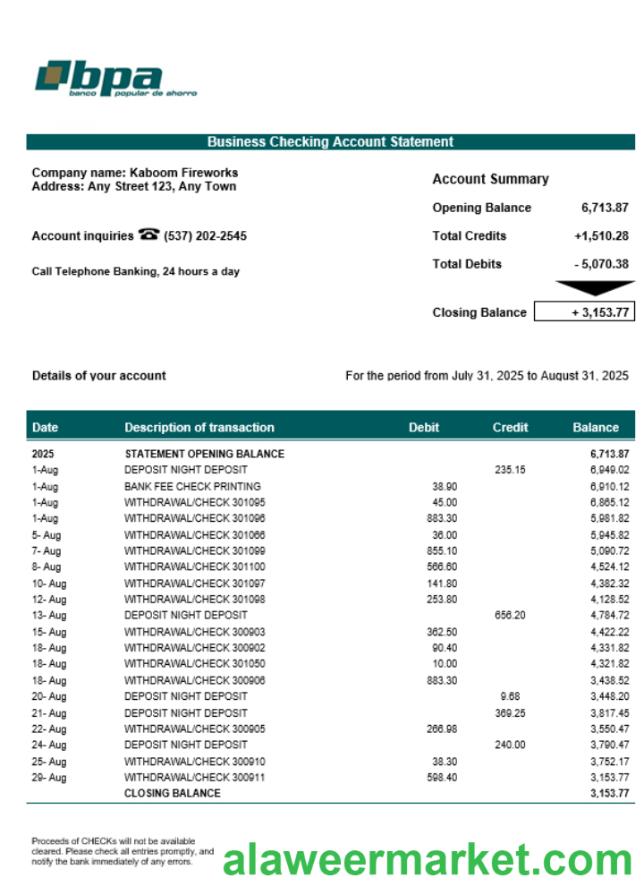 bpa
banco popular de ahorro
Business Checking Account Statement
Company name: Kaboom Fireworks
Address: Any Street 123, Any Town
Account inquiries ☎ (537) 202-2545
Call Telephone Banking, 24 hours a day
Account Summary
Opening Balance 6,713.87
Total Credits +1,510.28
Total Debits - 5,070.38
Closing Balance + 3,153.77
Details of your account For the period from July 31, 2025 to August 31, 2025
Date Description of transaction Debit Credit Balance
2025 STATEMENT OPENING BALANCE 6,713.87
1-Aug DEPOSIT NIGHT DEPOSIT 235.15 6,949.02
1-Aug BANK FEE CHECK PRINTING 38.90 6,910.12
1-Aug WITHDRAWAL/CHECK 301095 45.00 6,865.12
1-Aug WITHDRAWAL/CHECK 301096 883.30 5,981.82
5- Aug WITHDRAWAL/CHECK 301066 36.00 5,945.82
7- Aug WITHDRAWAL/CHECK 301099 855.10 5,090.72
8- Aug WITHDRAWAL/CHECK 301100 566.60 4,524.12
10- Aug WITHDRAWAL/CHECK 301097 141.80 4,382.32
12- Aug WITHDRAWAL/CHECK 301098 253.80 4,128.52
13- Aug DEPOSIT NIGHT DEPOSIT 656.20 4,784.72
15- Aug WITHDRAWAL/CHECK 300903 362.50 4,422.22
18- Aug WITHDRAWAL/CHECK 300902 90.40 4,331.82
18- Aug WITHDRAWAL/CHECK 301050 10.00 4,321.82
18- Aug WITHDRAWAL/CHECK 300906 883.30 3,438.52
20- Aug DEPOSIT NIGHT DEPOSIT 9.68 3,448.20
21- Aug DEPOSIT NIGHT DEPOSIT 369.25 3,817.45
22- Aug WITHDRAWAL/CHECK 300905 266.98 3,550.47
24- Aug DEPOSIT NIGHT DEPOSIT 240.00 3,790.47
25- Aug WITHDRAWAL/CHECK 300910 38.30 3,752.17
29- Aug WITHDRAWAL/CHECK 300911 598.40 3,153.77
CLOSING BALANCE 3,153.77
Proceeds of CHECKs will not be available
cleared. Please check all entries promptly, and
notify the bank immediately of any errors.
alaweermarket.com